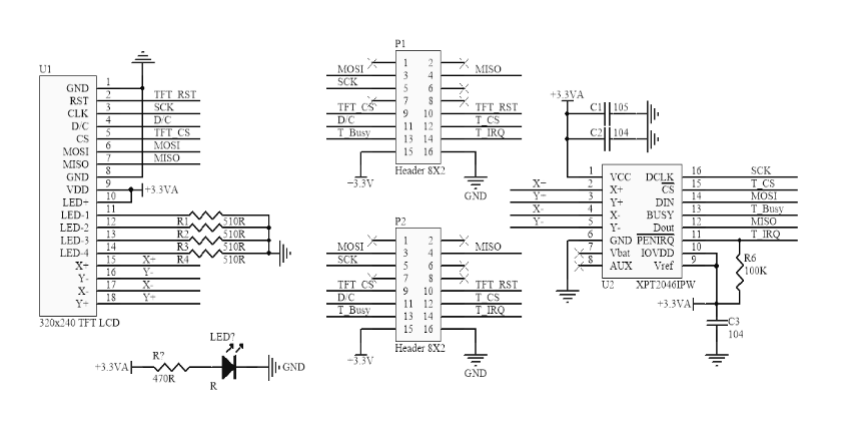 U1
GND 1
RST 2 TFT_RST
CLK 3 SCK
D/C 4 D/C
CS 5 TFT_CS
MOSI 6 MOSI
MISO 7 MISO
GND 8
VDD 9 +3.3VA
LED+ 10
LED-1 11 R1 510R
LED-2 12 R2 510R
LED-3 13 R3 510R
LED-4 14 R4 510R
X+ 15 X+
Y- 16 Y-
X- 17 X-
Y+ 18 Y+
320x240 TFT LCD
+3.3VA R? 470R LED? R GND
P1
1 2
MOSI 3 4 MISO
SCK 5 6
7 8
TFT_CS 9 10 TFT_RST
D/C 11 12 T_CS
T_Busy 13 14 T_IRQ
15 16
Header 8X2
-3.3V GND
P2
1 2
MOSI 3 4 MISO
SCK 5 6
7 8
TFT_CS 9 10 TFT_RST
D/C 11 12 T_CS
T_Busy 13 14 T_IRQ
15 16
Header 8X2
-3.3V GND
+3.3VA
C1 105
C2 104
1 VCC DCLK 16 SCK
X- 2 X+ CS 15 T_CS
Y- 3 Y+ DIN 14 MOSI
X- 4 X- BUSY 13 T_Busy
Y- 5 Y- Dout 12 MISO
6 GND PENIRQ 11 T_IRQ
7 Vbat IOVDD 10
8 AUX Vref 9
U2 XPT2046IPW
R6
100K
+3.3VA
C3
104